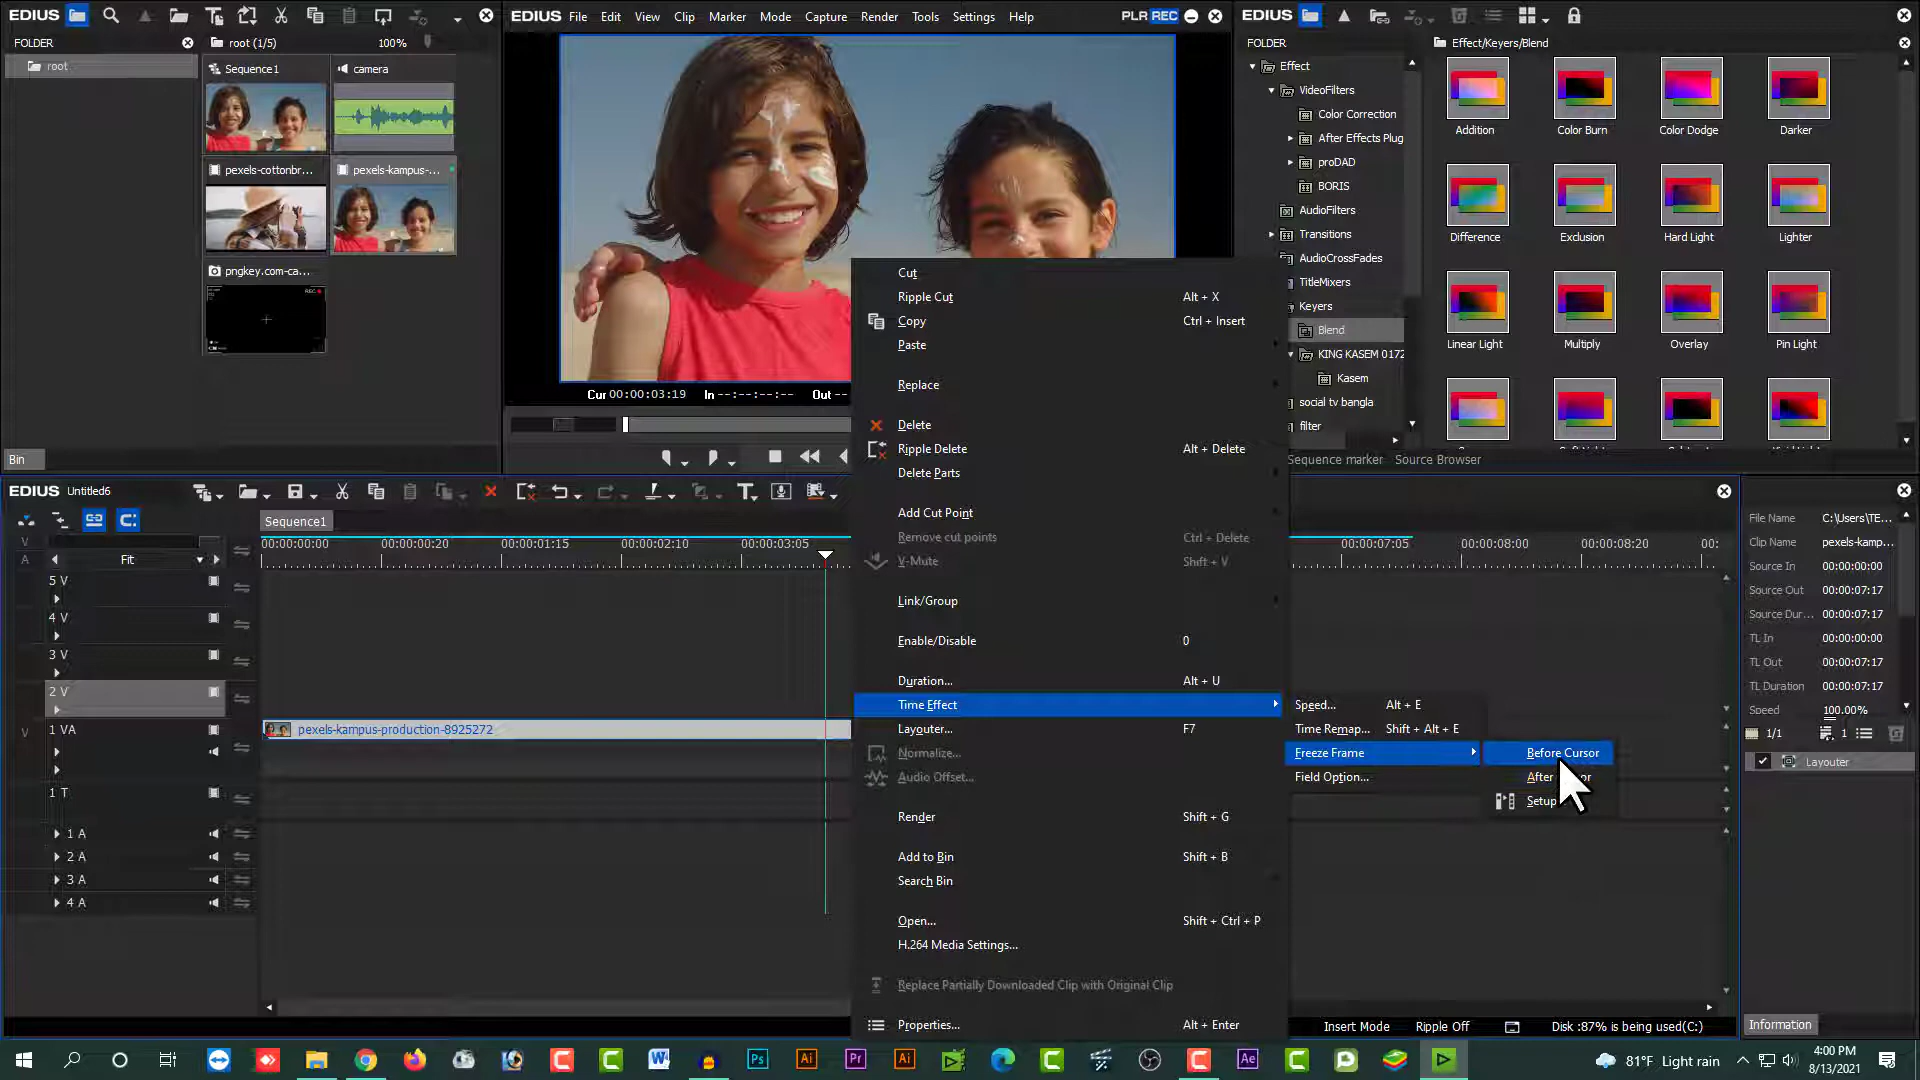 EDIUS
FOLDER
root
root (1/5)
100%
Sequence1
camera
pexels-cottonbr...
pexels-kampus-...
pngkey.com-ca...
Bin
EDIUS File Edit View Clip Marker Mode Capture Render Tools Settings Help
PLR REC
Cur 00:00:03:19 In --:--:--:-- Out --
EDIUS
FOLDER
Effect/Keyers/Blend
Effect
VideoFilters
Color Correction
After Effects Plug
proDAD
BORIS
AudioFilters
Transitions
AudioCrossFades
TitleMixers
Keyers
Blend
KING KASEM 0172
Kasem
social tv bangla
filter
Addition Color Burn Color Dodge Darker
Difference Exclusion Hard Light Lighter
Linear Light Multiply Overlay Pin Light
Sequence marker Source Browser
Cut
Ripple Cut Alt + X
Copy Ctrl + Insert
Paste
Replace
Delete
Ripple Delete Alt + Delete
Delete Parts
Add Cut Point
Remove cut points Ctrl + Delete
V-Mute Shift + V
Link/Group
Enable/Disable 0
Duration... Alt + U
Time Effect
Layouter... F7
Normalize...
Audio Offset...
Render Shift + G
Add to Bin Shift + B
Search Bin
Open... Shift + Ctrl + P
H.264 Media Settings...
Replace Partially Downloaded Clip with Original Clip
Properties... Alt + Enter
Speed... Alt + E
Time Remap... Shift + Alt + E
Freeze Frame
Field Option...
Before Cursor
After
Setup
EDIUS Untitled6
Sequence1
V
A
Fit
00:00:00:00 00:00:00:20 00:00:01:15 00:00:02:10 00:00:03:05 00:00:07:05 00:00:08:00 00:00:08:20 00:
5 V
4 V
3 V
2 V
V
1 VA
pexels-kampus-production-8925272
1 T
1 A
2 A
3 A
4 A
Insert Mode Ripple Off Disk :87% is being used(C:)
File Name C:\Users\TE...
Clip Name pexels-kamp...
Source In 00:00:00:00
Source Out 00:00:07:17
Source Dur... 00:00:07:17
TL In 00:00:00:00
TL Out 00:00:07:17
TL Duration 00:00:07:17
Speed 100.00%
1/1
1
Layouter
Information
81°F Light rain
4:00 PM
8/13/2021